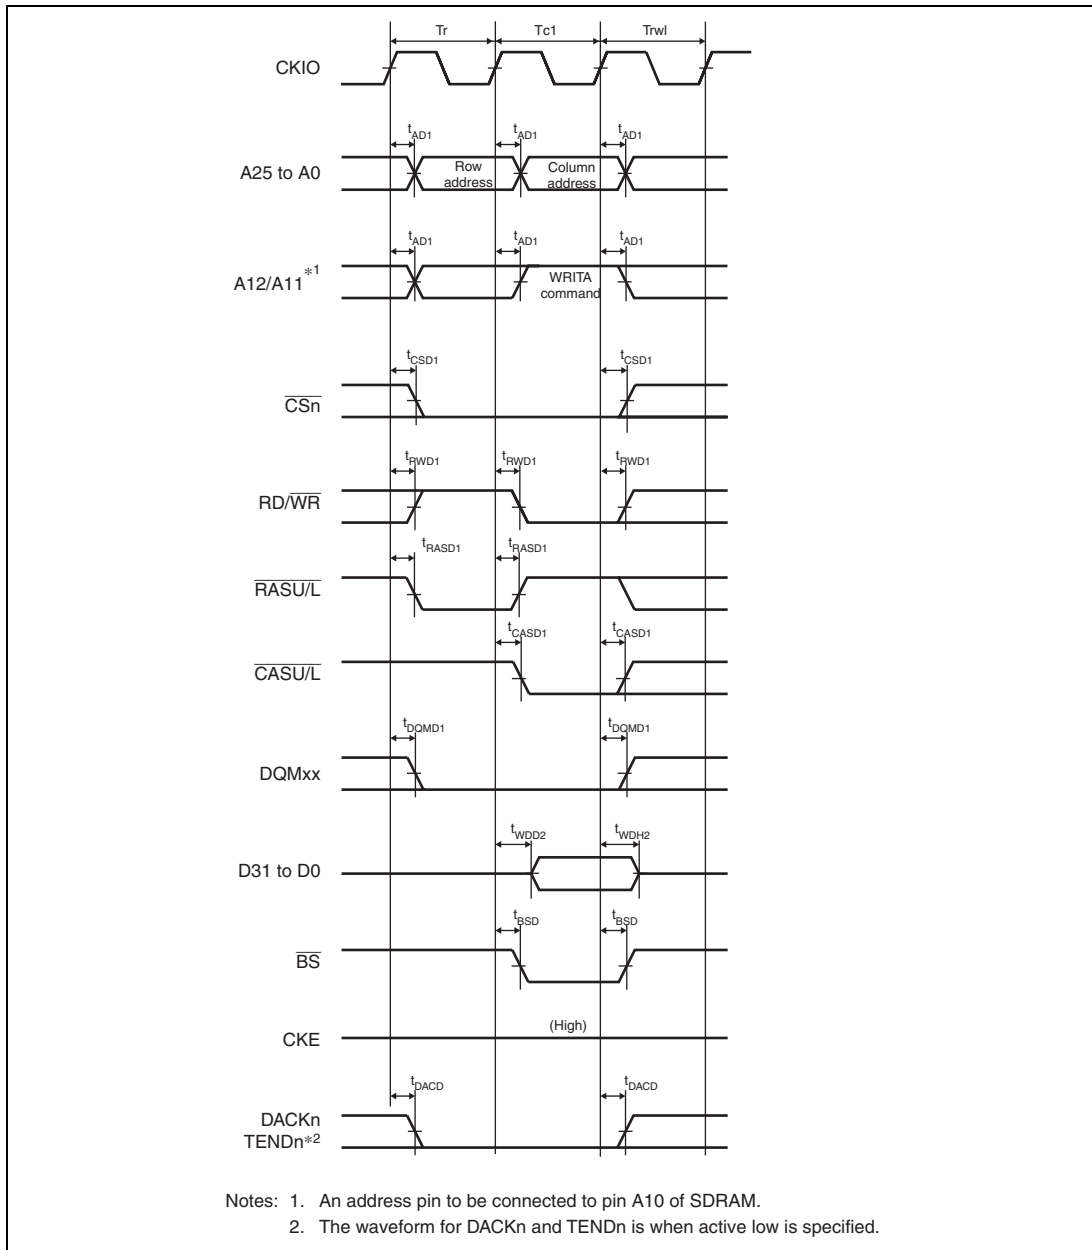 Tr Tc1 Trwl
CKIO
tAD1 tAD1 tAD1
A25 to A0
Row address
Column address
tAD1 tAD1 tAD1
A12/A11*1
WRITA command
tCSD1 tCSD1
CSn
tRWD1 tRWD1 tRWD1
RD/WR
tRASD1 tRASD1
RASU/L
tCASD1 tCASD1
CASU/L
tDQMD1 tDQMD1
DQMxx
tWDD2 tWDH2
D31 to D0
tBSD tBSD
BS
(High)
CKE
tDACD tDACD
DACKn
TENDn*2
Notes: 1. An address pin to be connected to pin A10 of SDRAM.
2. The waveform for DACKn and TENDn is when active low is specified.